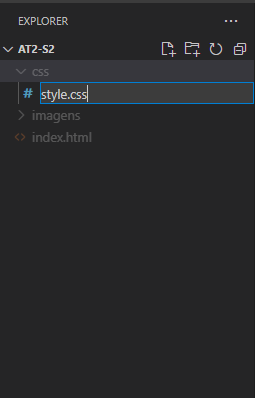 EXPLORER
AT2-S2
css
# style.css
imagens
<> index.html